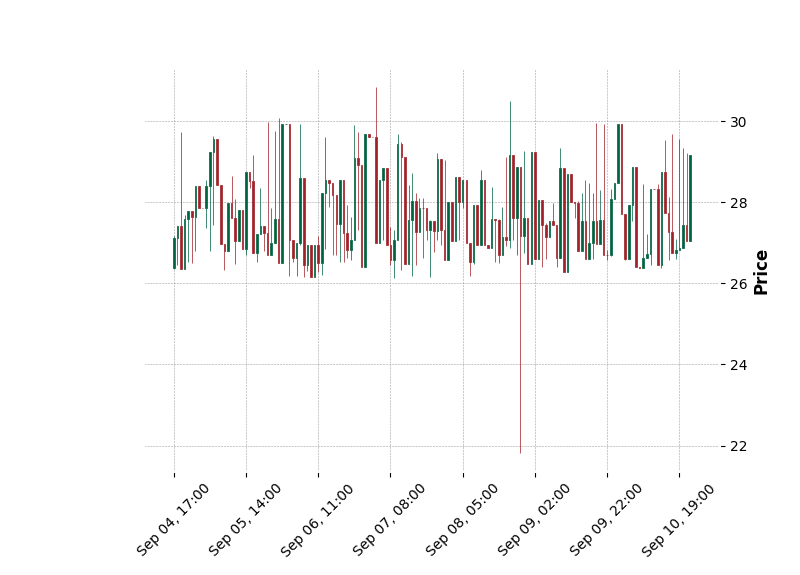 30
28
26
24
22
Price
Sep 04, 17:00
Sep 05, 14:00
Sep 06, 11:00
Sep 07, 08:00
Sep 08, 05:00
Sep 09, 02:00
Sep 09, 22:00
Sep 10, 19:00